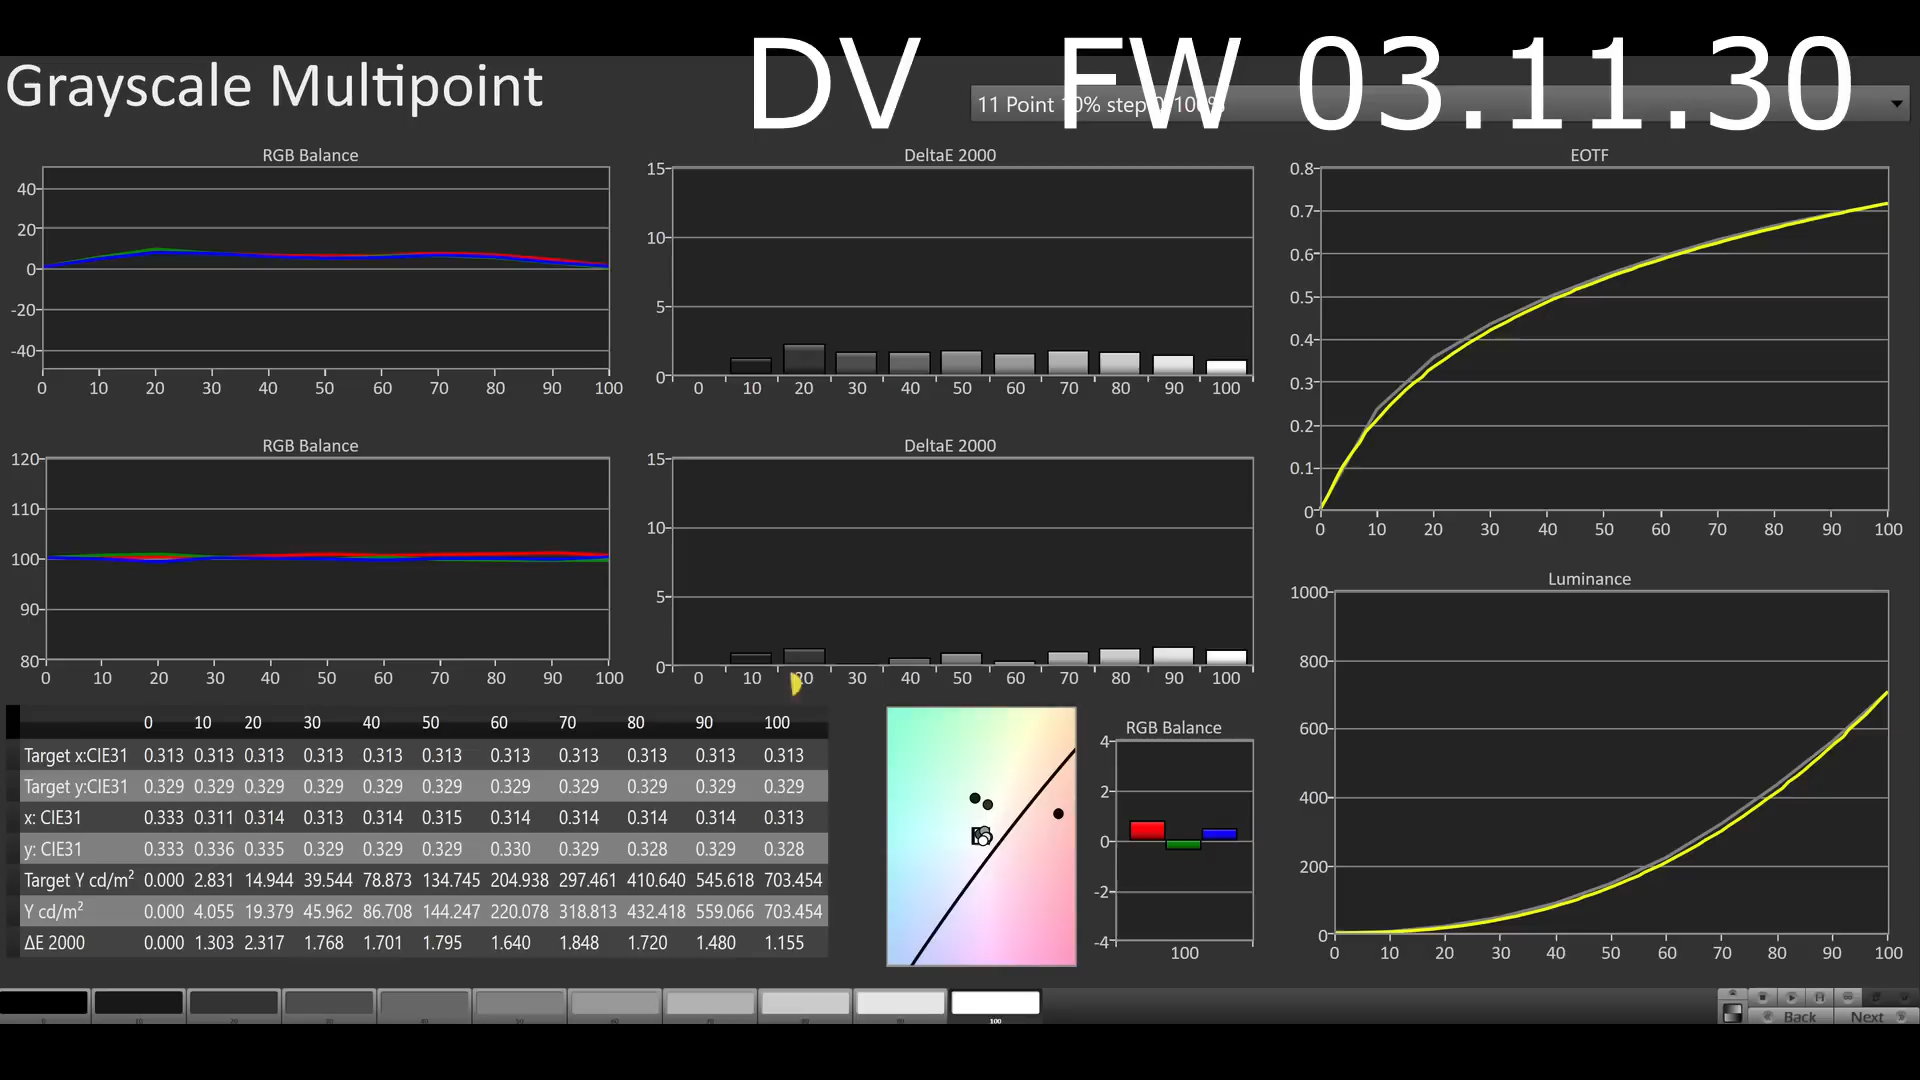 DV FW 03.11.30
Grayscale Multipoint
11 Point 10% step 0-100%
RGB Balance
40
20
0
-20
-40
0 10 20 30 40 50 60 70 80 90 100
DeltaE 2000
15
10
5
0
0 10 20 30 40 50 60 70 80 90 100
EOTF
0.8
0.7
0.6
0.5
0.4
0.3
0.2
0.1
0
0 10 20 30 40 50 60 70 80 90 100
RGB Balance
120
110
100
90
80
0 10 20 30 40 50 60 70 80 90 100
DeltaE 2000
15
10
5
0
0 10 20 30 40 50 60 70 80 90 100
Luminance
1000
800
600
400
200
0
0 10 20 30 40 50 60 70 80 90 100
0 10 20 30 40 50 60 70 80 90 100
Target x:CIE31 0.313 0.313 0.313 0.313 0.313 0.313 0.313 0.313 0.313 0.313 0.313
Target y:CIE31 0.329 0.329 0.329 0.329 0.329 0.329 0.329 0.329 0.329 0.329 0.329
x: CIE31 0.333 0.311 0.314 0.313 0.314 0.315 0.314 0.314 0.314 0.314 0.313
y: CIE31 0.333 0.336 0.335 0.329 0.329 0.329 0.330 0.329 0.328 0.329 0.328
Target Y cd/m² 0.000 2.831 14.944 39.544 78.873 134.745 204.938 297.461 410.640 545.618 703.454
Y cd/m² 0.000 4.055 19.379 45.962 86.708 144.247 220.078 318.813 432.418 559.066 703.454
ΔE 2000 0.000 1.303 2.317 1.768 1.701 1.795 1.640 1.848 1.720 1.480 1.155
RGB Balance
4
2
0
-2
-4
100
100
Back Next